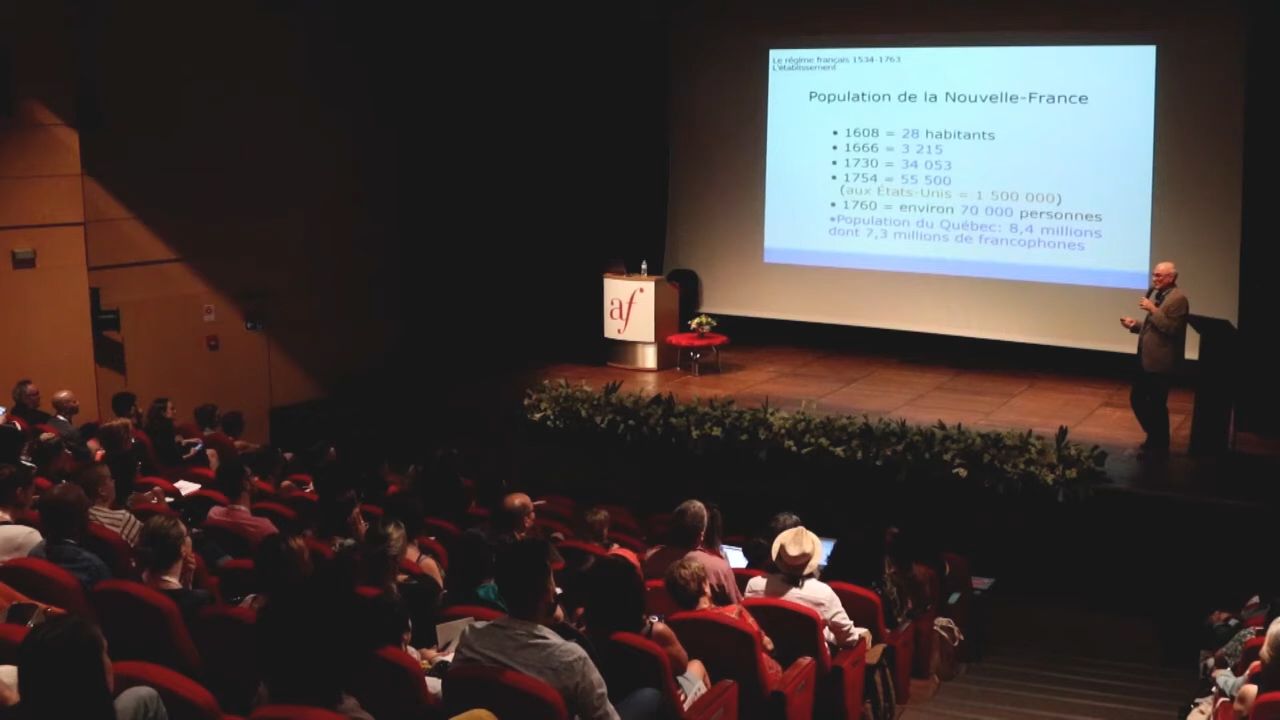 Le régime français 1534-1763
L'établissement
Population de la Nouvelle-France
• 1608 = 28 habitants
• 1666 = 3 215
• 1730 = 34 053
• 1754 = 55 500
(aux États-Unis = 1 500 000)
• 1760 = environ 70 000 personnes
•Population du Québec: 8,4 millions
dont 7,3 millions de francophones
af